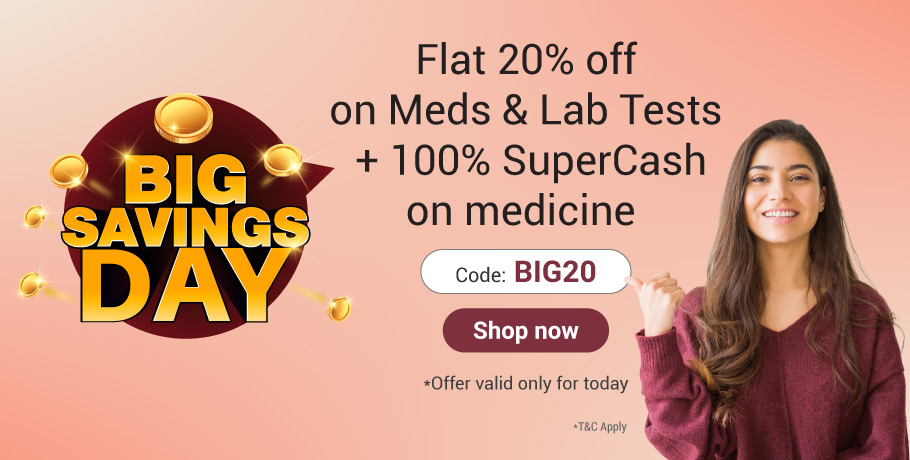 BIG
SAVINGS
DAY
Flat 20% off
on Meds & Lab Tests
+ 100% SuperCash
on medicine
Code: BIG20
Shop now
*Offer valid only for today
*T&C Apply